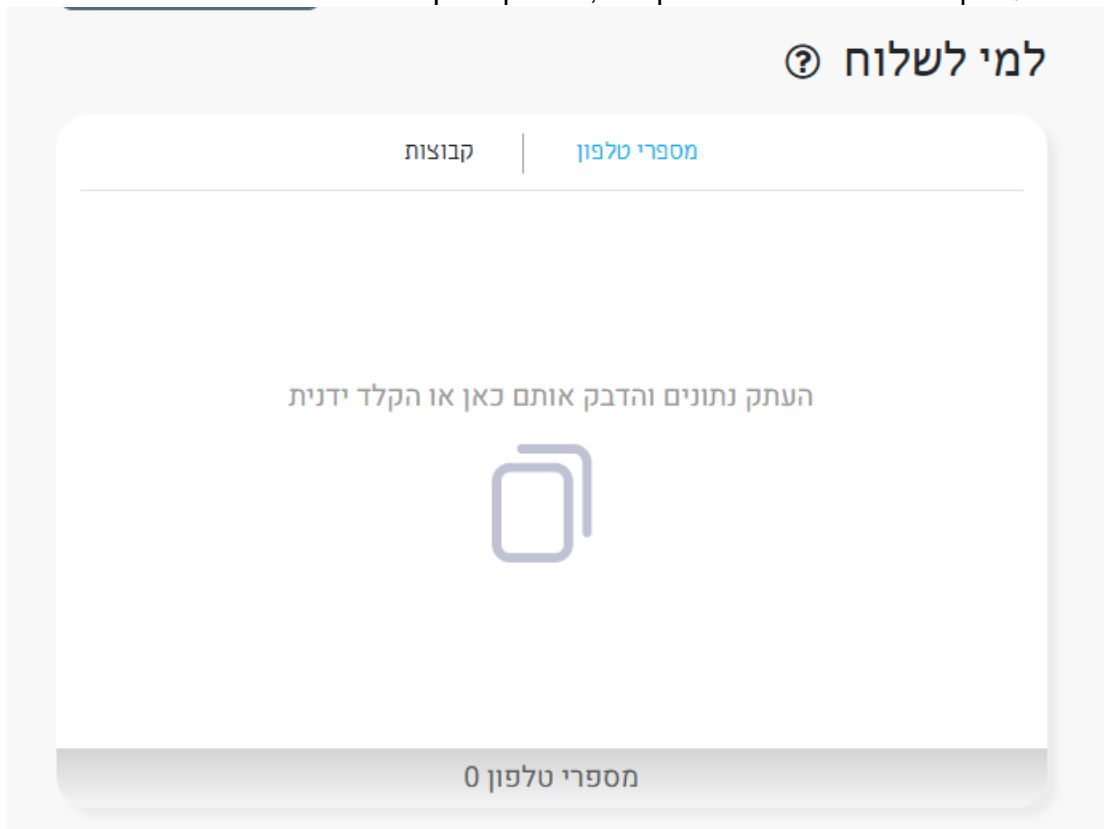 למי לשלוח ?
מספרי טלפון
קבוצות
העתק נתונים והדבק אותם כאן או הקלד ידנית
מספרי טלפון 0